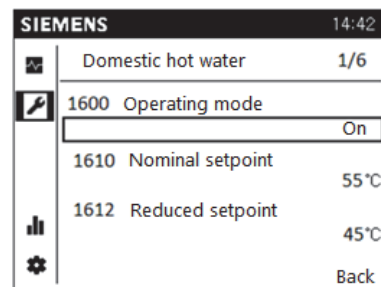 SIEMENS 14:42
Domestic hot water 1/6
1600 Operating mode
On
1610 Nominal setpoint
55°C
1612 Reduced setpoint
45°C
Back